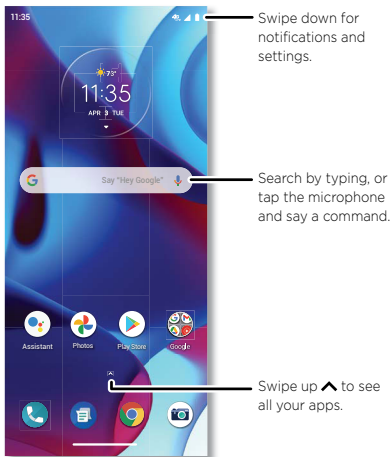 11:35
Swipe down for
notifications and
settings.
73°
11:35
APR 3 TUE
G Say "Hey Google"
Search by typing, or
tap the microphone
and say a command.
Assistant Photos Play Store Google
Swipe up to see
all your apps.